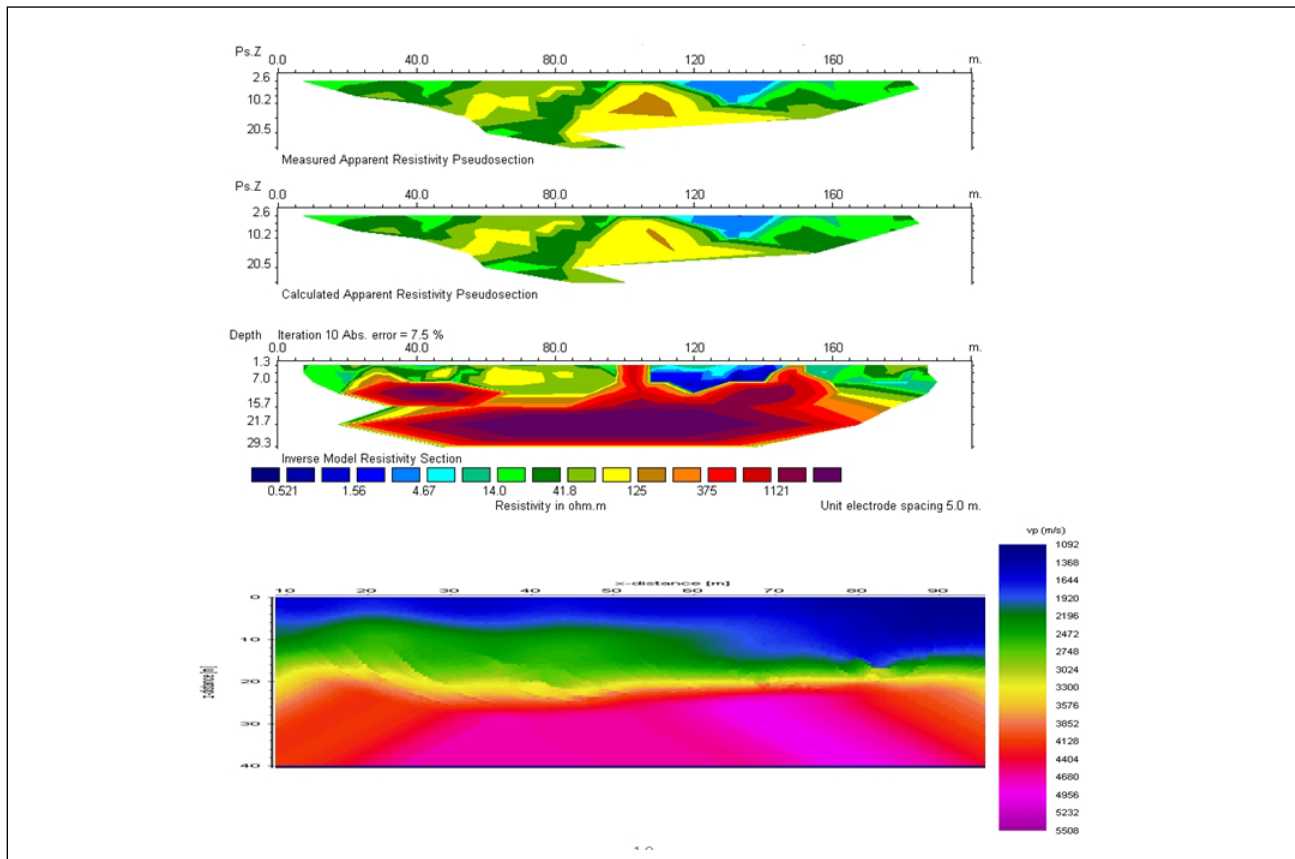 Ps.Z 0.0 40.0 80.0 120 160 m.
2.6
10.2
20.5
Measured Apparent Resistivity Pseudosection
Ps.Z 0.0 40.0 80.0 120 160 m.
2.6
10.2
20.5
Calculated Apparent Resistivity Pseudosection
Depth Iteration 10 Abs. error = 7.5 %
0.0 40.0 80.0 120 160 m.
1.3
7.0
15.7
21.7
29.3
Inverse Model Resistivity Section
0.521 1.56 4.67 14.0 41.8 125 375 1121
Resistivity in ohm.m Unit electrode spacing 5.0 m.
vp (m/s)
1092
1368
1644
1920
2196
2472
2748
3024
3300
3576
3852
4128
4404
4680
4956
5232
5508
x-distance [m]
10 20 30 40 50 60 70 80 90
0
10
20
30
40
z-distance [m]